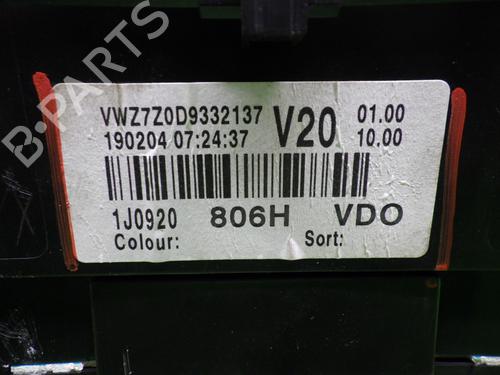 B-PARTS
VWZ7Z0D9332137 V20 01.00
190204 07:24:37 10.00
1J0920 806H VDO
Colour: Sort: